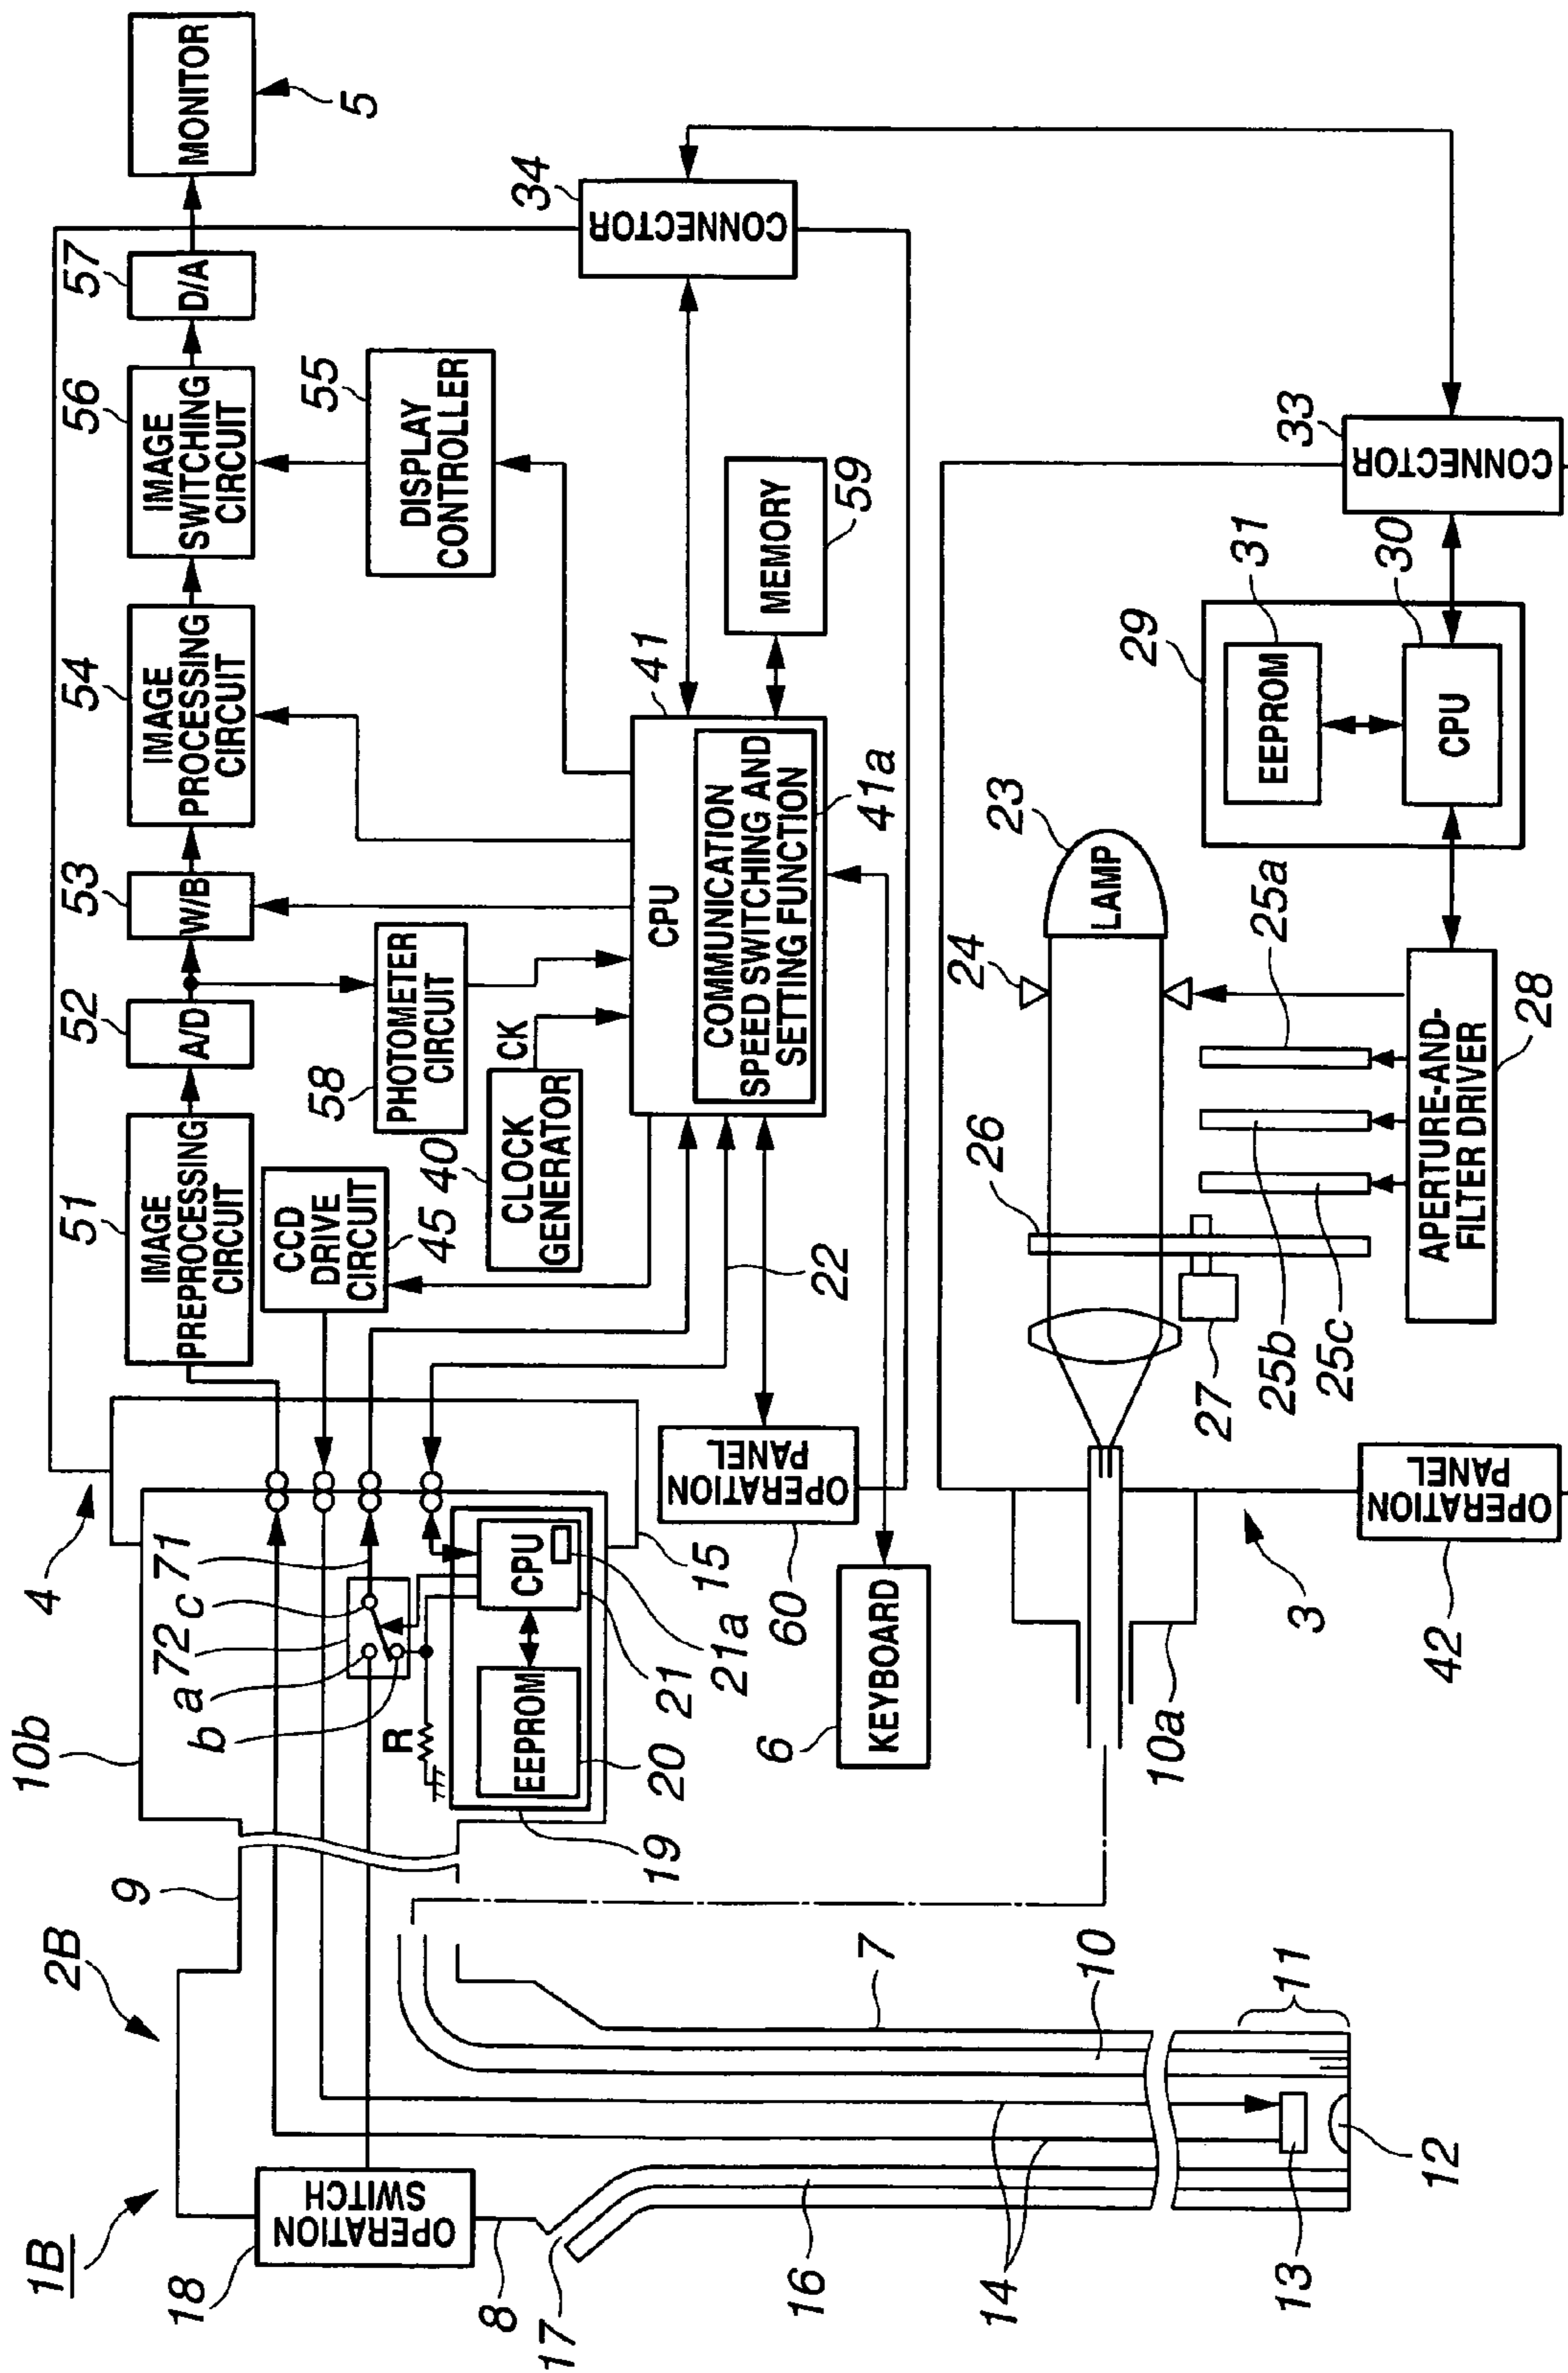 1B
2B
4
10b
9
18
OPERATION
SWITCH
8
17
16
14
13
12
11
10
7
a
72
c
71
b
R
EEPROM
CPU
20
21
21a
19
15
51
IMAGE
PREPROCESSING
CIRCUIT
52
A/D
53
W/B
54
IMAGE
PROCESSING
CIRCUIT
56
IMAGE
SWITCHING
CIRCUIT
57
D/A
MONITOR
5
CCD
DRIVE
CIRCUIT
45
58
PHOTOMETER
CIRCUIT
40
CLOCK
GENERATOR
CK
55
DISPLAY
CONTROLLER
34
CONNECTOR
41
CPU
COMMUNICATION
SPEED SWITCHING AND
SETTING FUNCTION
41a
MEMORY
59
22
OPERATION
PANEL
60
6
KEYBOARD
10a
3
OPERATION
PANEL
42
26
24
23
LAMP
27
25c
25b
25a
APERTURE-AND-
FILTER DRIVER
28
29
EEPROM
31
CPU
30
33
CONNECTOR